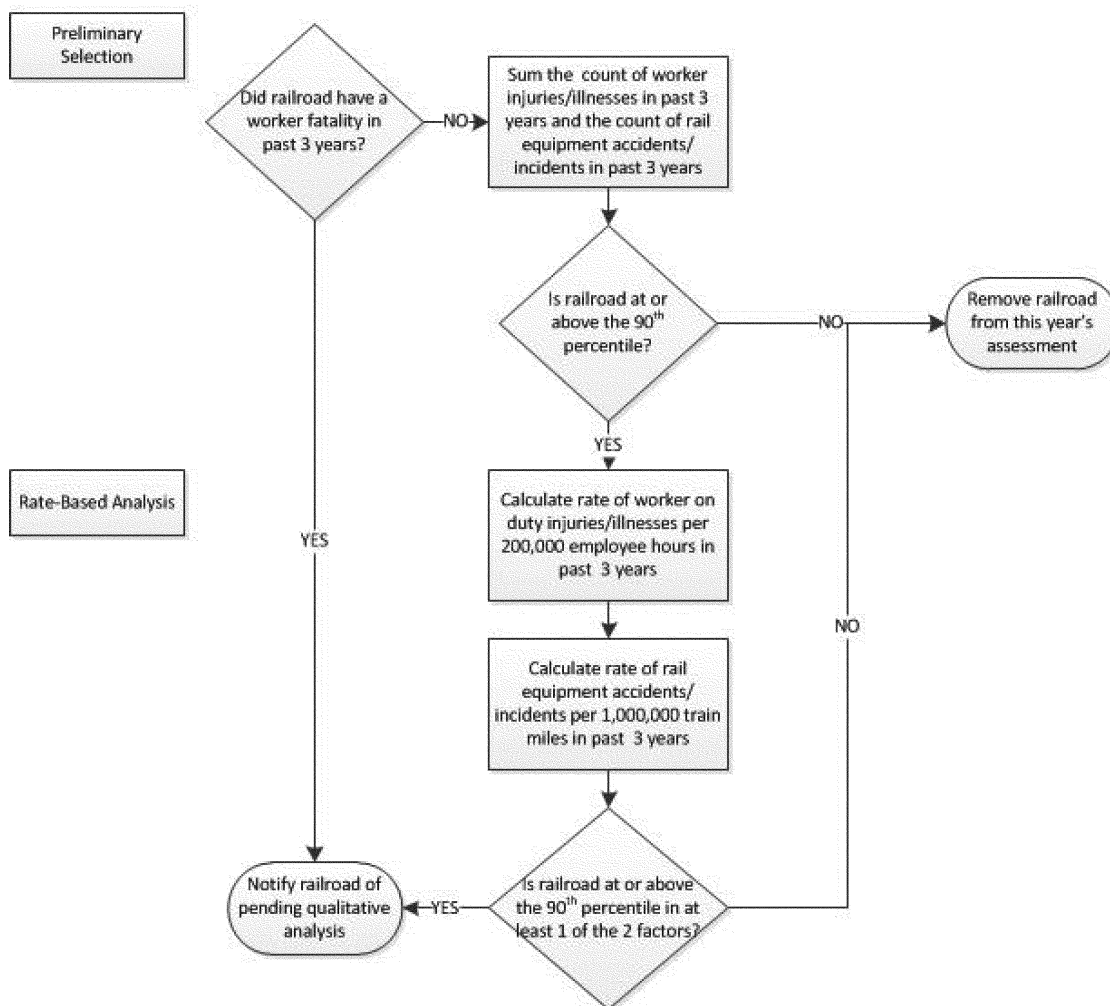 Preliminary
Selection
Did railroad have a
worker fatality in
past 3 years?
NO
Sum the count of worker
injuries/illnesses in past 3
years and the count of rail
equipment accidents/
incidents in past 3 years
Is railroad at or
above the 90th
percentile?
NO
Remove railroad
from this year's
assessment
YES
Rate-Based Analysis
Calculate rate of worker on
duty injuries/illnesses per
200,000 employee hours in
past 3 years
YES
NO
Calculate rate of rail
equipment accidents/
incidents per 1,000,000 train
miles in past 3 years
Notify railroad of
pending qualitative
analysis
YES
Is railroad at or above
the 90th percentile in at
least 1 of the 2 factors?
NO